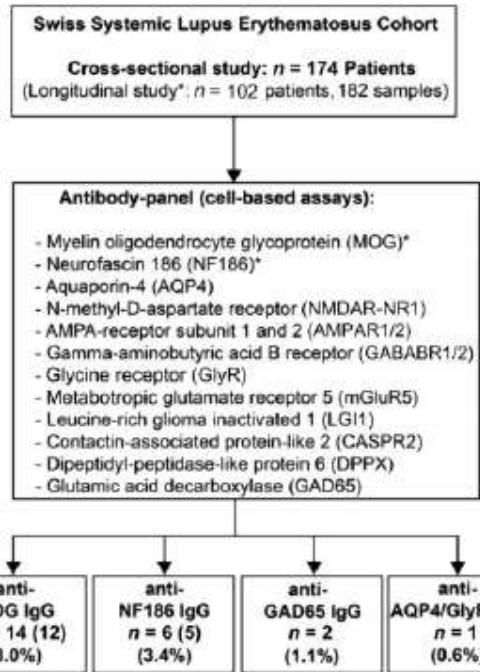 Swiss Systemic Lupus Erythematosus Cohort
Cross-sectional study: n = 174 Patients
(Longitudinal study*: n = 102 patients, 182 samples)
Antibody-panel (cell-based assays):
- Myelin oligodendrocyte glycoprotein (MOG)*
- Neurofascin 186 (NF186)*
- Aquaporin-4 (AQP4)
- N-methyl-D-aspartate receptor (NMDAR-NR1)
- AMPA-receptor subunit 1 and 2 (AMPAR1/2)
- Gamma-aminobutyric acid B receptor (GABABR1/2)
- Glycine receptor (GlyR)
- Metabotropic glutamate receptor 5 (mGluR5)
- Leucine-rich glioma inactivated 1 (LGI1)
- Contactin-associated protein-like 2 (CASPR2)
- Dipeptidyl-peptidase-like protein 6 (DPPX)
- Glutamic acid decarboxylase (GAD65)
anti-
OG IgG
14 (12)
.0%)
anti-
NF186 IgG
n = 6 (5)
(3.4%)
anti-
GAD65 IgG
n = 2
(1.1%)
anti-
AQP4/Gly
n = 1
(0.6%)